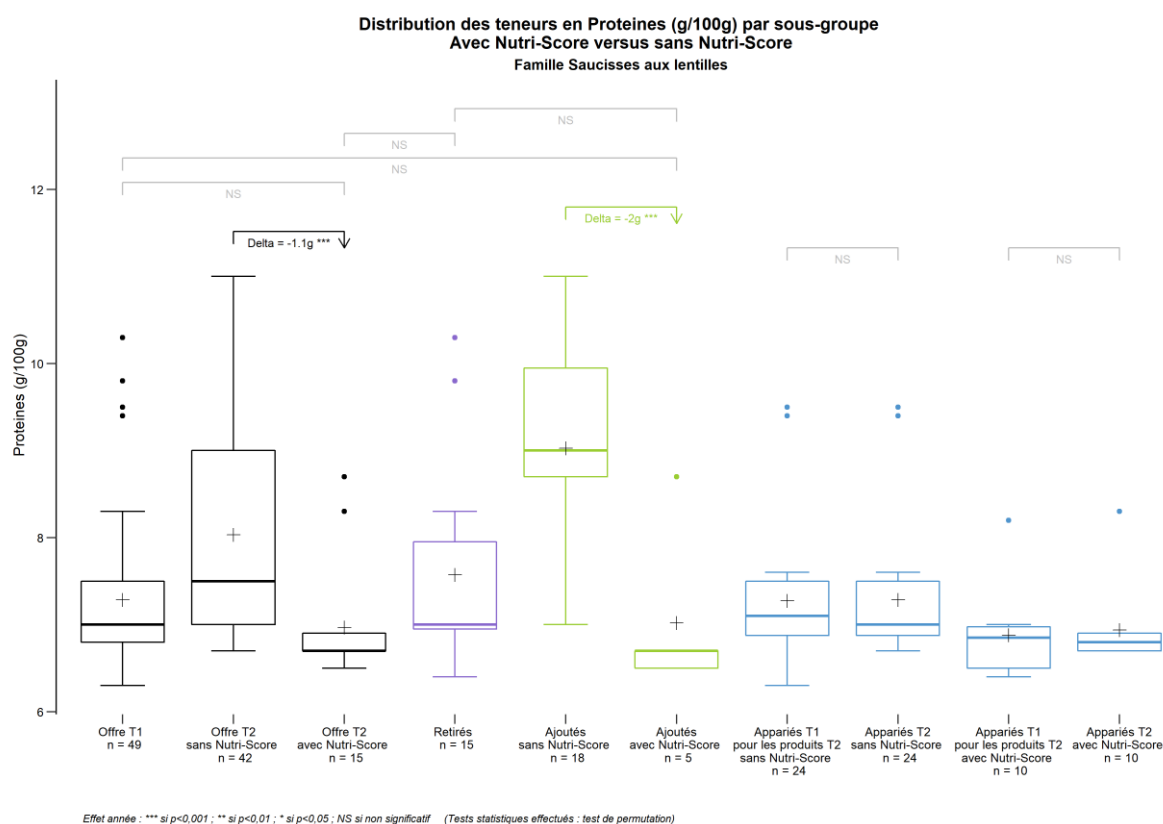 Distribution des teneurs en Proteines (g/100g) par sous-groupe
Avec Nutri-Score versus sans Nutri-Score
Famille Saucisses aux lentilles
NS
NS
NS
NS
Delta = -1.1g ***
Delta = -2g ***
NS
NS
Proteines (g/100g)
12
10
8
6
Offre T1
n = 49
Offre T2
sans Nutri-Score
n = 42
Offre T2
avec Nutri-Score
n = 15
Retirés
n = 15
Ajoutés
sans Nutri-Score
n = 18
Ajoutés
avec Nutri-Score
n = 5
Appariés T1
pour les produits T2
sans Nutri-Score
n = 24
Appariés T2
sans Nutri-Score
n = 24
Appariés T1
pour les produits T2
avec Nutri-Score
n = 10
Appariés T2
avec Nutri-Score
n = 10
Effet année : *** si p<0,001 ; ** si p<0,01 ; * si p<0,05 ; NS si non significatif (Tests statistiques effectués : test de permutation)